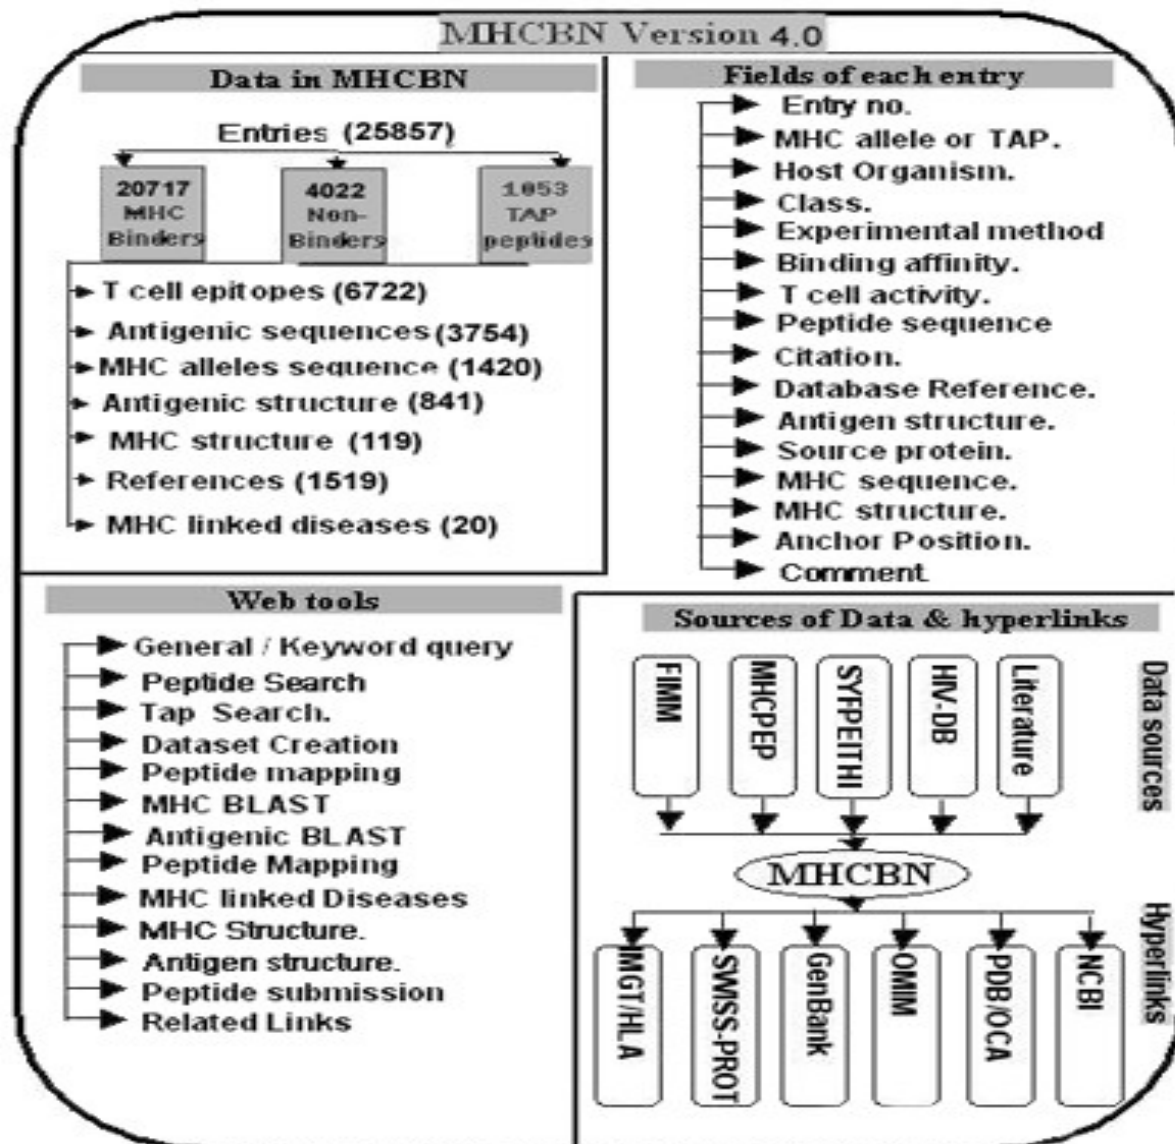 MHCBN Version 4.0
Data in MHCBN
Entries (25857)
20717
MHC
Binders
4022
Non-
Binders
1053
TAP
peptides
T cell epitopes (6722)
Antigenic sequences (3754)
MHC alleles sequence (1420)
Antigenic structure (841)
MHC structure (119)
References (1519)
MHC linked diseases (20)
Fields of each entry
Entry no.
MHC allele or TAP.
Host Organism.
Class.
Experimental method
Binding affinity.
T cell activity.
Peptide sequence
Citation.
Database Reference.
Antigen structure.
Source protein.
MHC sequence.
MHC structure.
Anchor Position.
Comment.
Web tools
General / Keyword query
Peptide Search
Tap Search.
Dataset Creation
Peptide mapping
MHC BLAST
Antigenic BLAST
Peptide Mapping
MHC linked Diseases
MHC Structure.
Antigen structure.
Peptide submission
Related Links
Sources of Data & hyperlinks
FIMM
MHCPEP
SYFPEITHI
HIV-DB
Literature
Data sources
MHCBN
IMGT/HLA
SWISS-PROT
GenBank
OMIM
PDB/OCA
NCBI
Hyperlinks